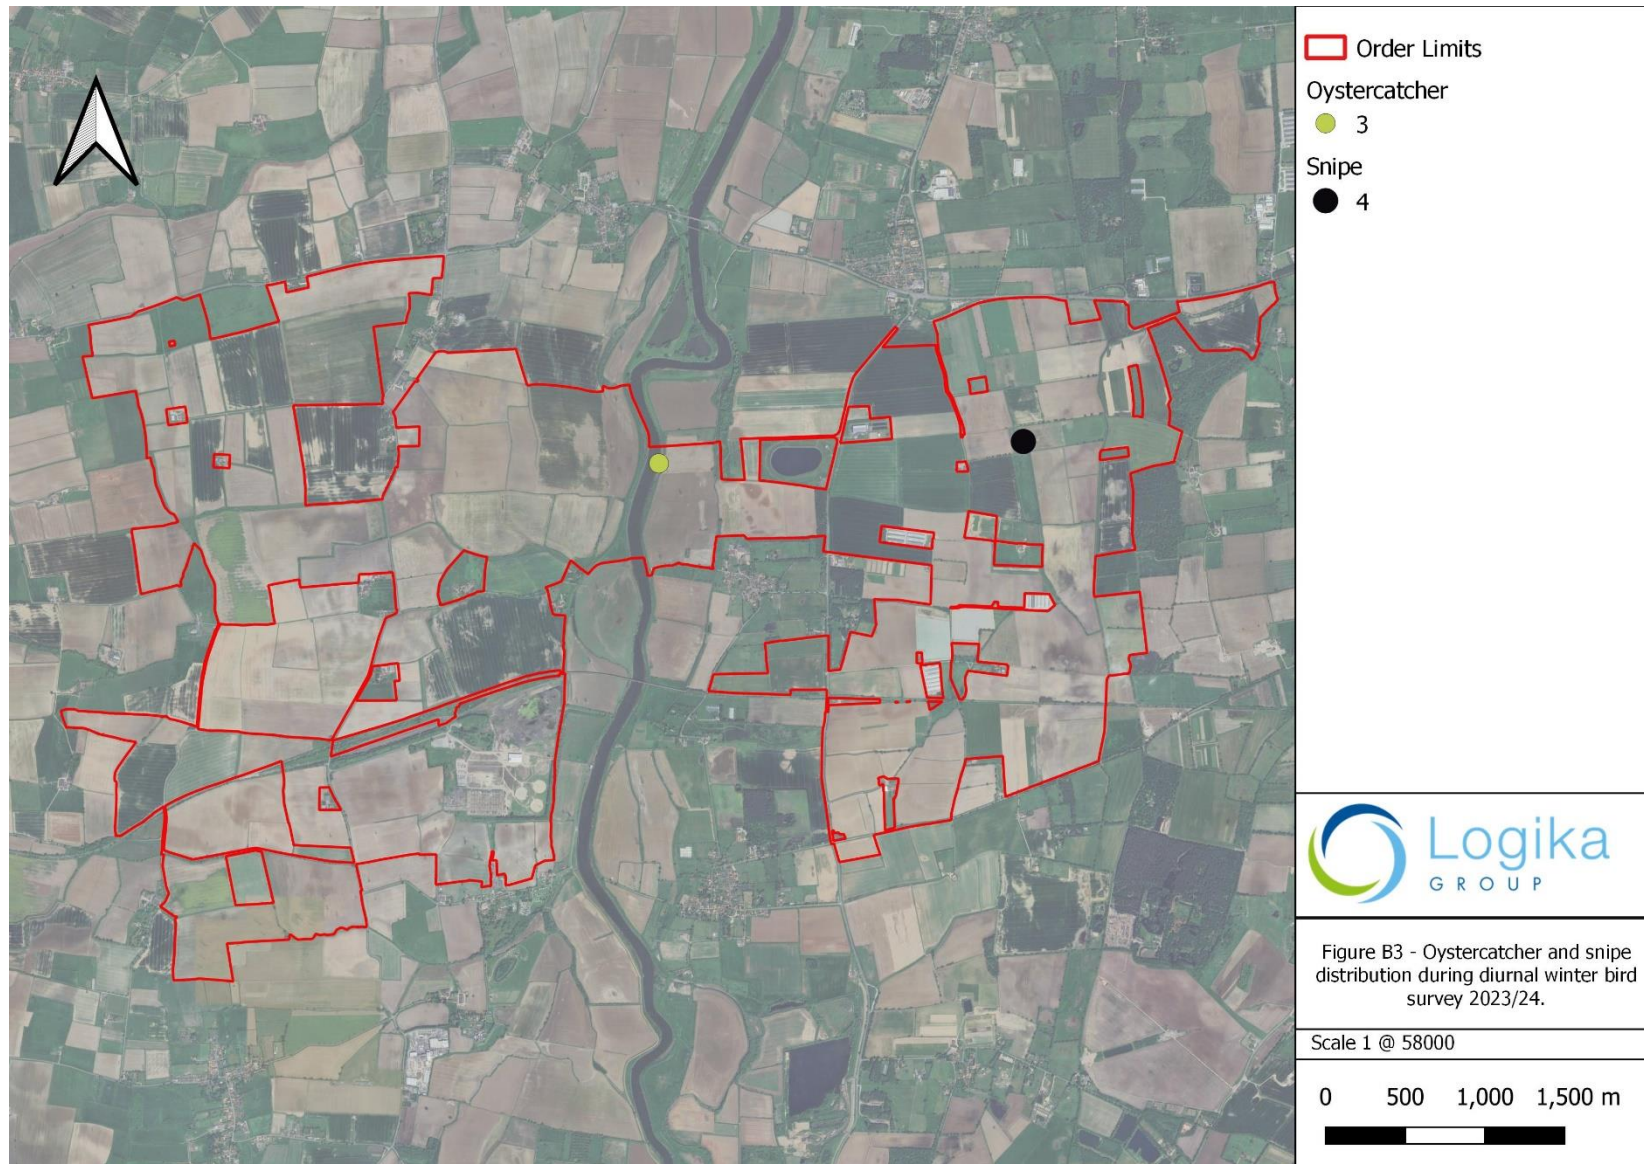 Order Limits
Oystercatcher
3
Snipe
4
Logika
GROUP
Figure B3 - Oystercatcher and snipe
distribution during diurnal winter bird
survey 2023/24.
Scale 1 @ 58000
0 500 1,000 1,500 m